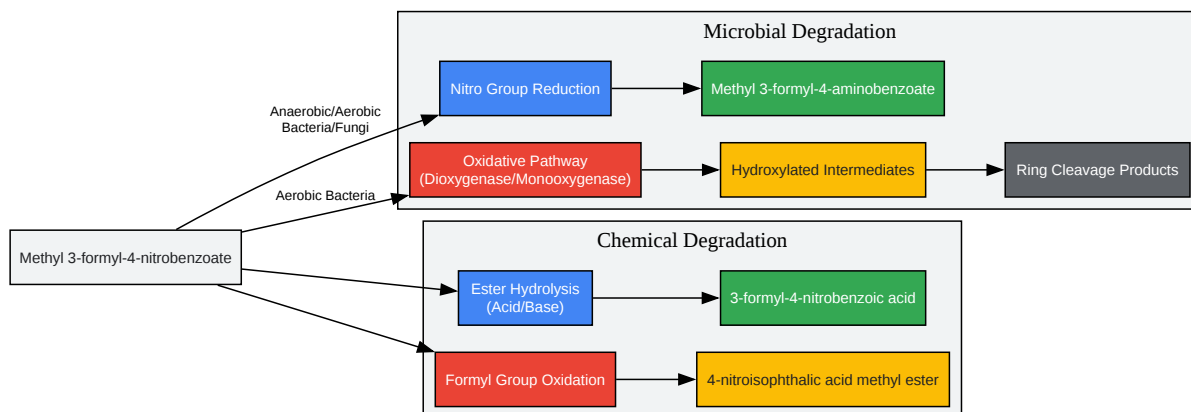 Microbial Degradation
Nitro Group Reduction
Methyl 3-formyl-4-aminobenzoate
Anaerobic/Aerobic
Bacteria/Fungi
Oxidative Pathway
(Dioxygenase/Monooxygenase)
Hydroxylated Intermediates
Ring Cleavage Products
Aerobic Bacteria
Methyl 3-formyl-4-nitrobenzoate
Chemical Degradation
Ester Hydrolysis
(Acid/Base)
3-formyl-4-nitrobenzoic acid
Formyl Group Oxidation
4-nitroisophthalic acid methyl ester